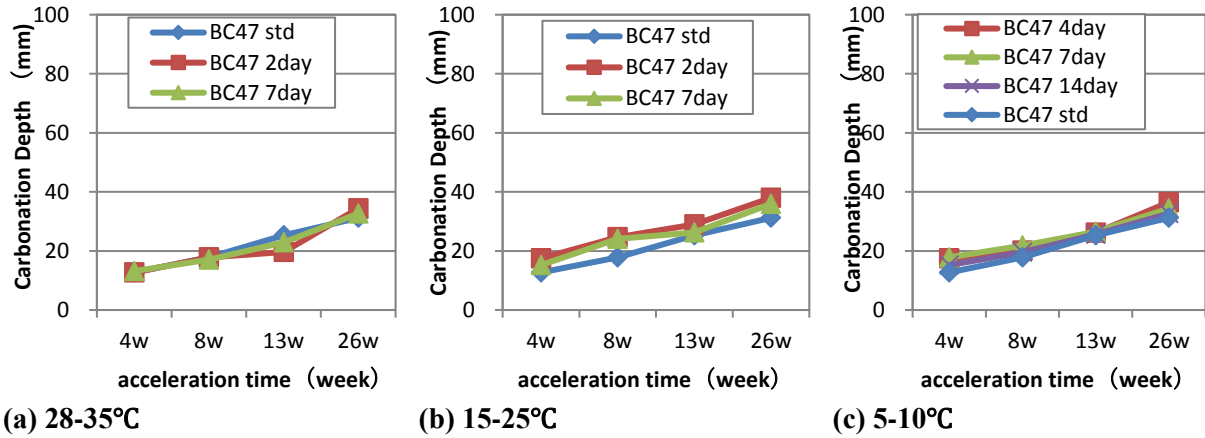 Carbonation Depth （mm）
100
80
60
40
20
0
BC47 std
BC47 2day
BC47 7day
4w 8w 13w 26w
acceleration time （week）
(a) 28-35℃
Carbonation Depth （mm）
100
80
60
40
20
0
BC47 std
BC47 2day
BC47 7day
4w 8w 13w 26w
acceleration time （week）
(b) 15-25℃
Carbonation Depth （mm）
100
80
60
40
20
0
BC47 4day
BC47 7day
BC47 14day
BC47 std
4w 8w 13w 26w
acceleration time （week）
(c) 5-10℃